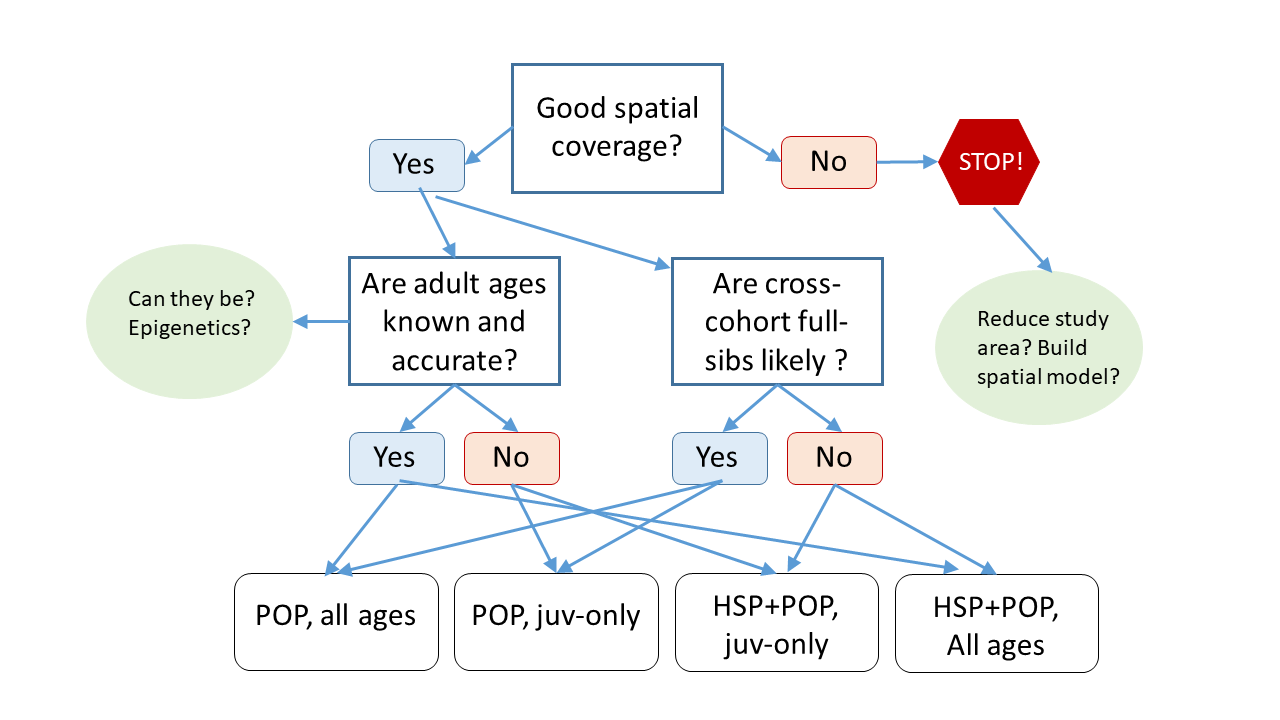 Good spatial
coverage?
Yes
No
STOP!
Can they be?
Epigenetics?
Are adult ages
known and
accurate?
Are cross-
cohort full-
sibs likely ?
Reduce study
area? Build
spatial model?
Yes
No
Yes
No
POP, all ages
POP, juv-only
HSP+POP,
juv-only
HSP+POP,
All ages